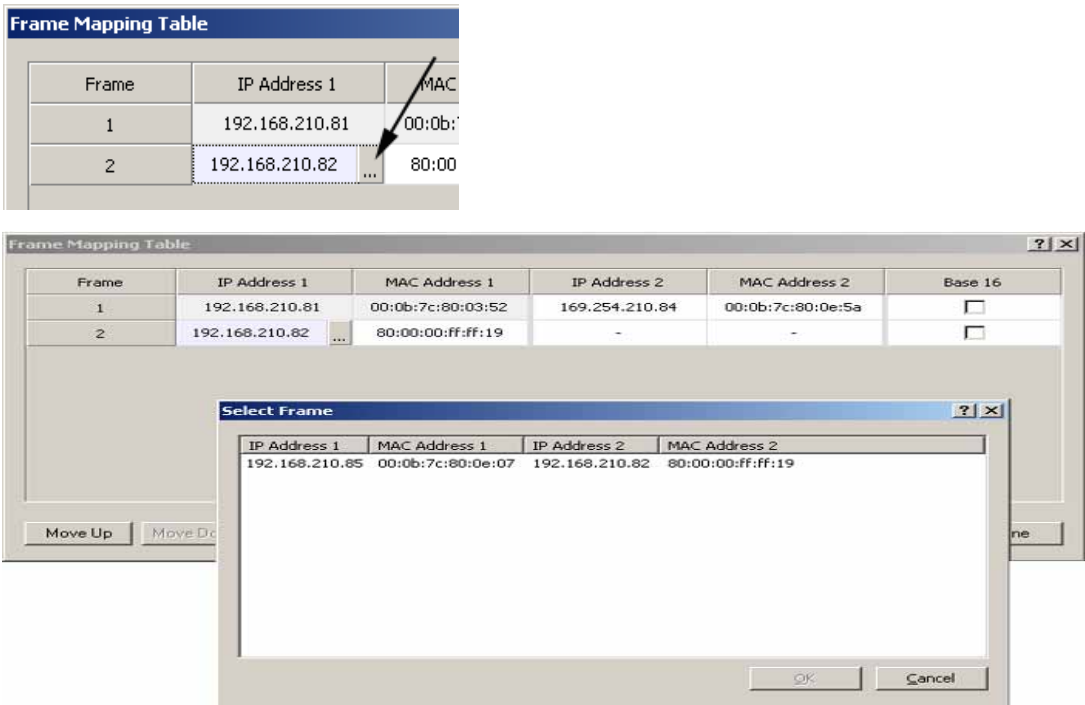 Frame Mapping Table
Frame IP Address 1 MAC
1 192.168.210.81 00:0b:
2 192.168.210.82 ... 80:00
Frame Mapping Table
Frame IP Address 1 MAC Address 1 IP Address 2 MAC Address 2 Base 16
1 192.168.210.81 00:0b:7c:80:03:52 169.254.210.84 00:0b:7c:80:0e:5a
2 192.168.210.82 ... 80:00:00:ff:ff:19 - -
Select Frame
IP Address 1 MAC Address 1 IP Address 2 MAC Address 2
192.168.210.85 00:0b:7c:80:0e:07 192.168.210.82 80:00:00:ff:ff:19
Move Up Move Do ne
OK Cancel